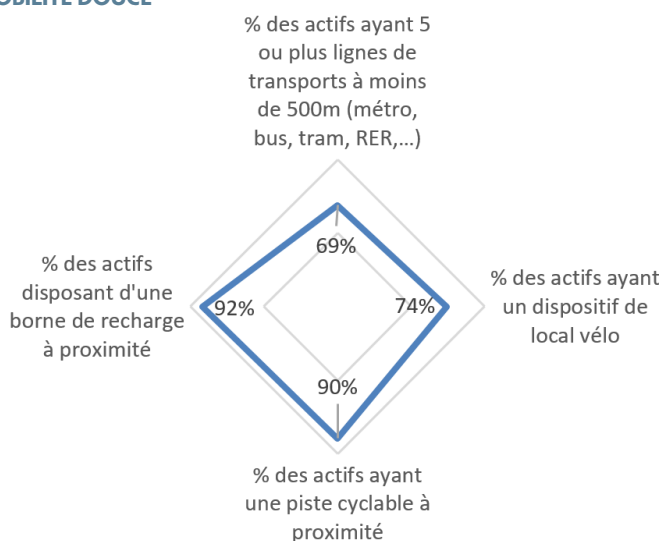 % des actifs ayant 5
ou plus lignes de
transports à moins
de 500m (métro,
bus, tram, RER,...)
69%
% des actifs
disposant d'une
borne de recharge
à proximité
92%
74%
% des actifs ayant
un dispositif de
local vélo
90%
% des actifs ayant
une piste cyclable à
proximité